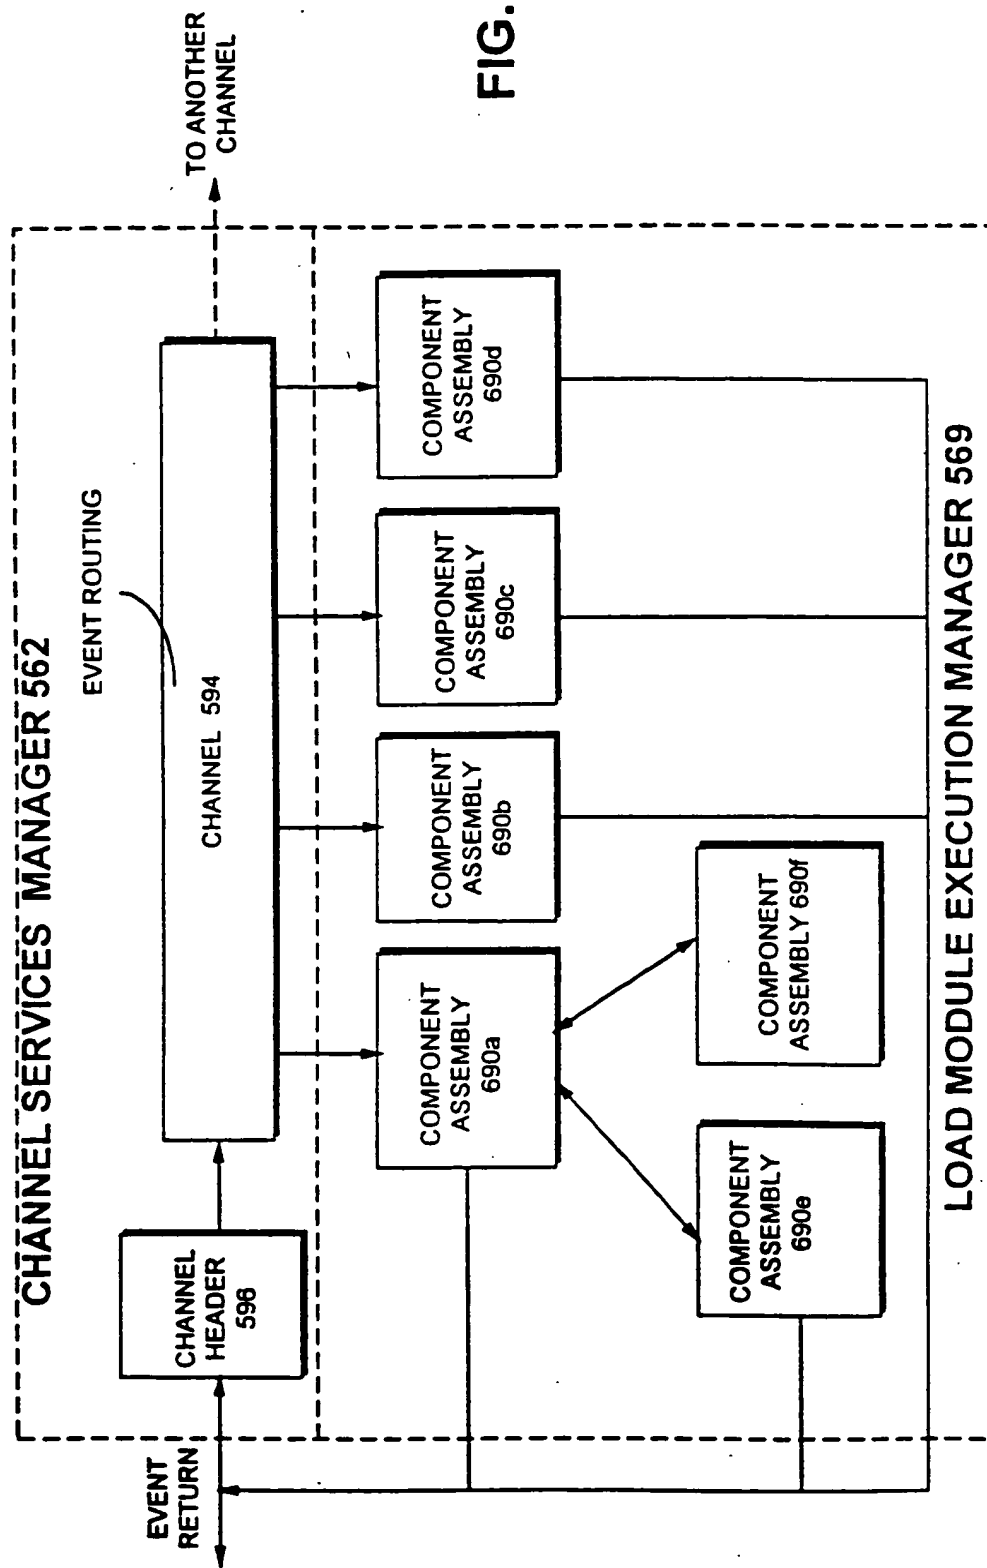 CHANNEL SERVICES MANAGER 562
EVENT ROUTING
TO ANOTHER
CHANNEL
EVENT
RETURN
CHANNEL
HEADER
596
CHANNEL 594
COMPONENT
ASSEMBLY
690a
COMPONENT
ASSEMBLY
690b
COMPONENT
ASSEMBLY
690c
COMPONENT
ASSEMBLY
690d
COMPONENT
ASSEMBLY
690e
COMPONENT
ASSEMBLY 690f
LOAD MODULE EXECUTION MANAGER 569
FIG.